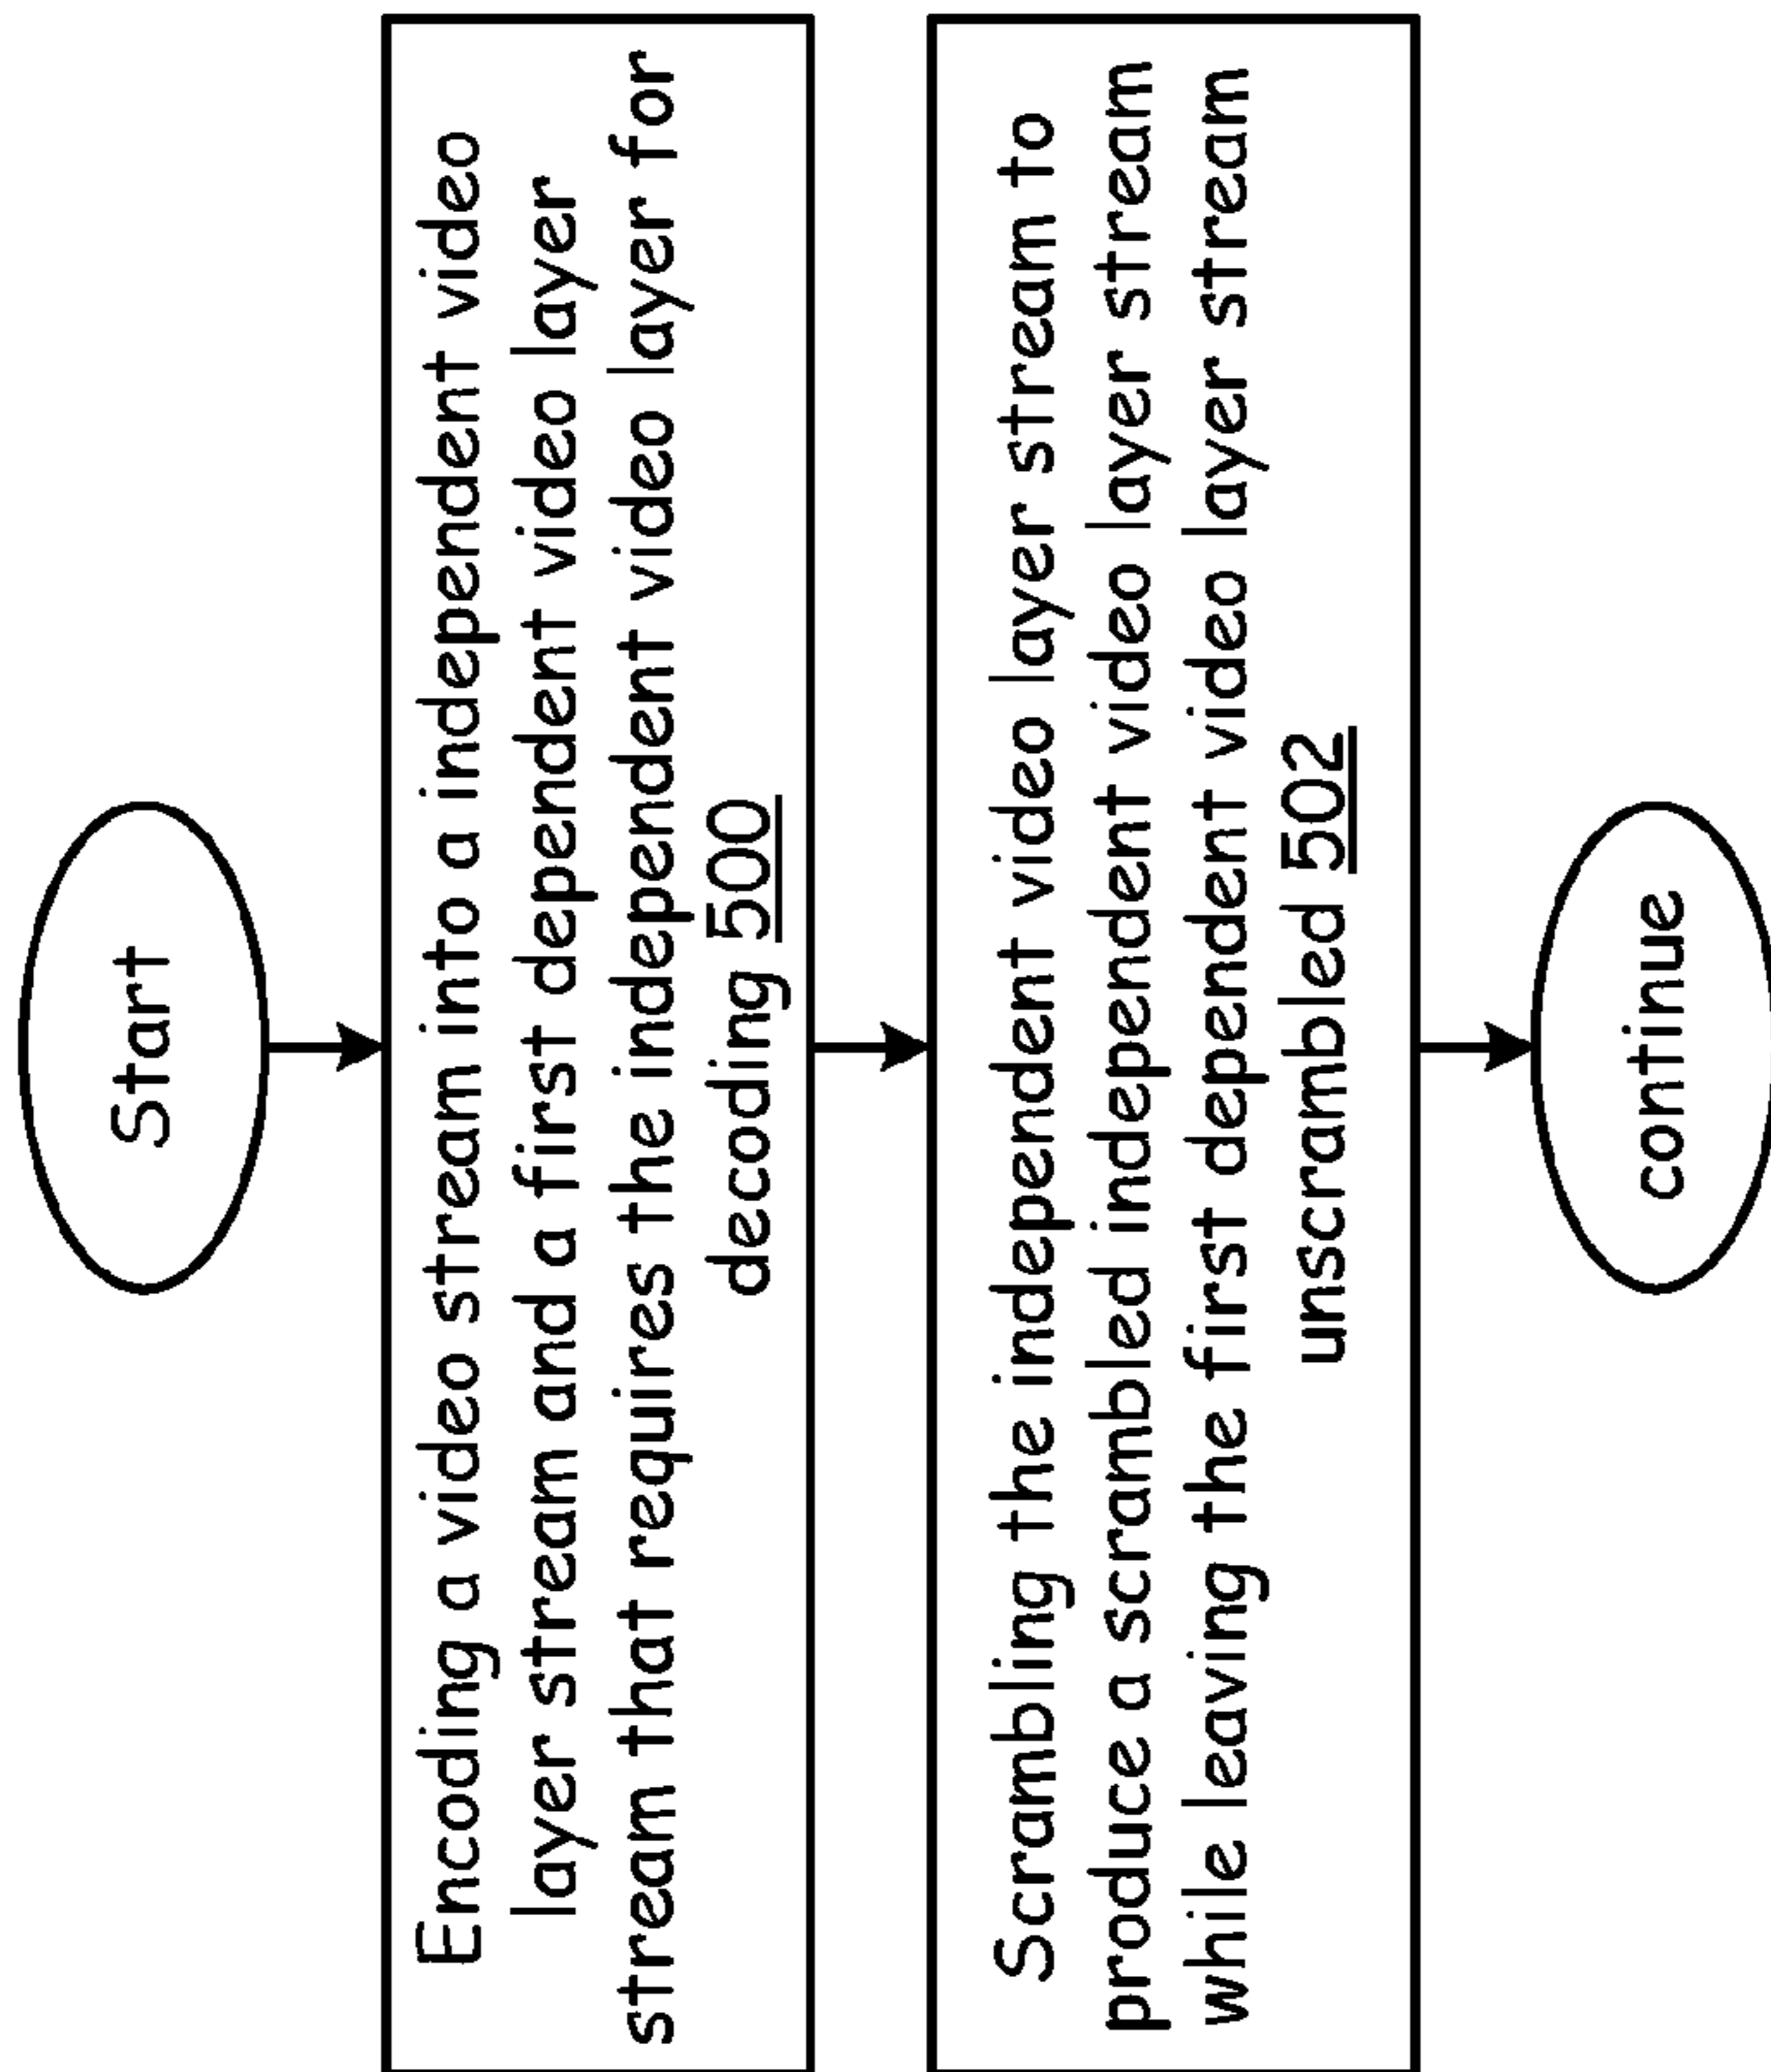 Start
Encoding a video stream into a independent video
layer stream and a first dependent video layer
stream that requires the independent video layer for
decoding 500
Scrambling the independent video layer stream to
produce a scrambled independent video layer stream
while leaving the first dependent video layer stream
unscrambled 502
continue